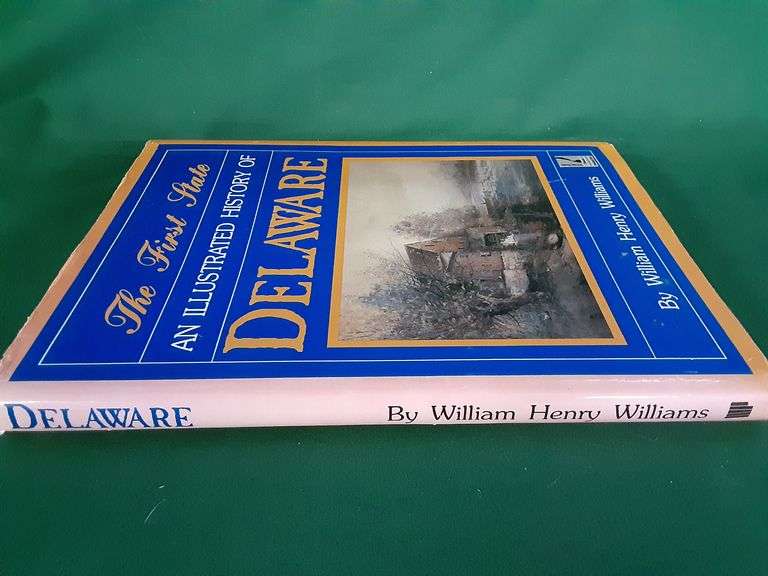 The First State
AN ILLUSTRATED HISTORY OF
DELAWARE
By William Henry Williams
DELAWARE
By William Henry Williams